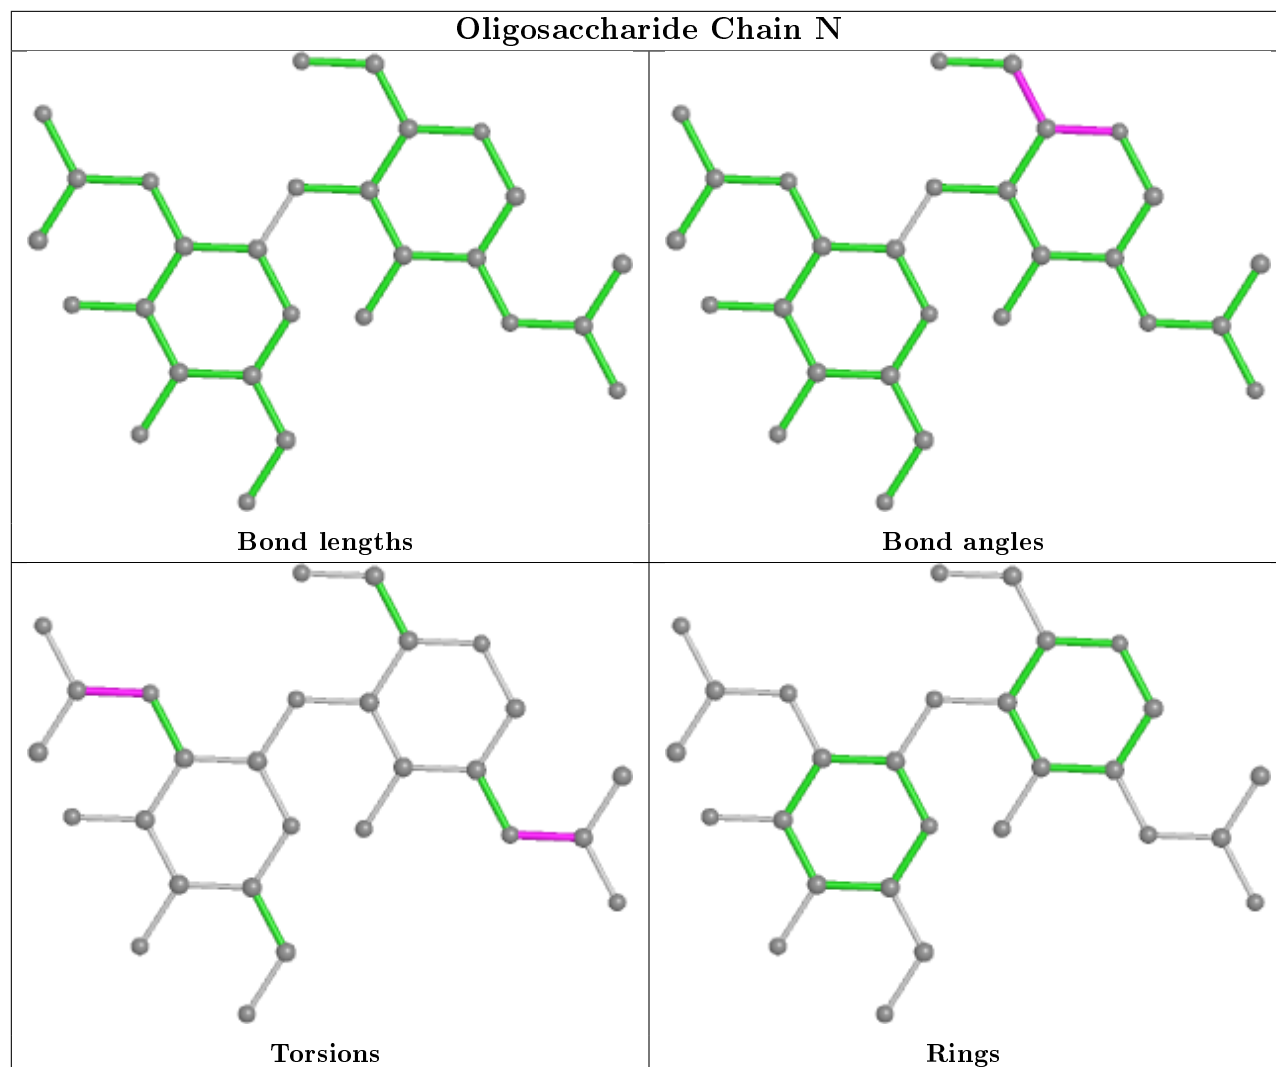 Oligosaccharide Chain N
Bond lengths
Bond angles
Torsions
Rings